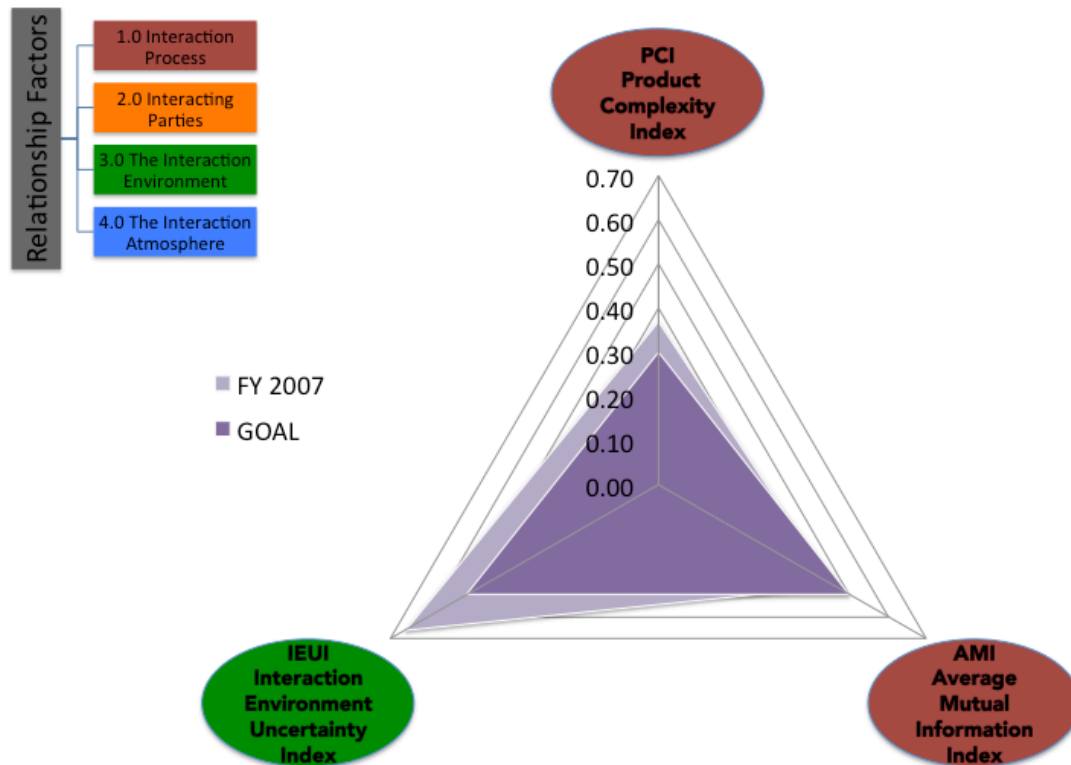 Relationship Factors
1.0 Interaction
Process
2.0 Interacting
Parties
3.0 The Interaction
Environment
4.0 The Interaction
Atmosphere
PCI
Product
Complexity
Index
0.70
0.60
0.50
0.40
0.30
0.20
0.10
0.00
FY 2007
GOAL
IEUI
Interaction
Environment
Uncertainty
Index
AMI
Average
Mutual
Information
Index